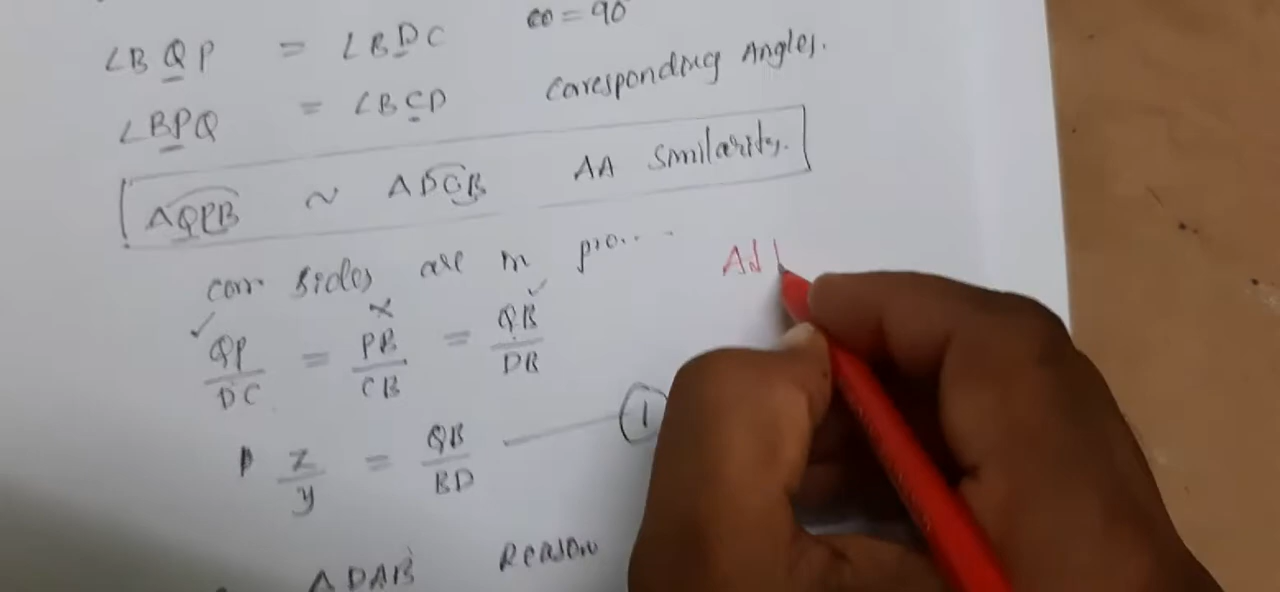 ∠BQP = ∠BDC = 90
∠BPQ = ∠BCD Corresponding Angles.
ΔQPB ~ ΔDCB AA Similarity.
corr sides are in pro....
QP/DC = PB/CB = QB/DB
z/y = QB/BD 1
ΔDAB Reason
Ad